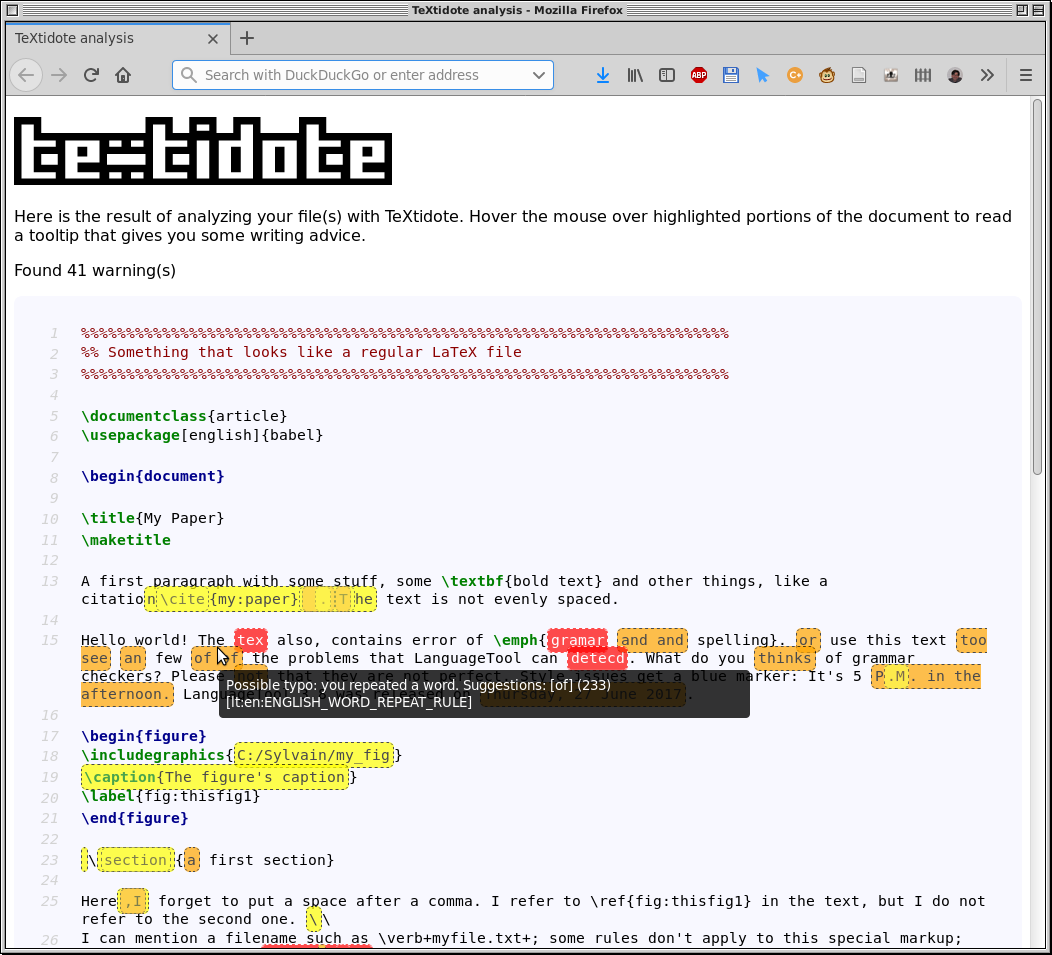 TeXtidote analysis - Mozilla Firefox
TeXtidote analysis
Search with DuckDuckGo or enter address
ABP
C+
te̤xtidote
Here is the result of analyzing your file(s) with TeXtidote. Hover the mouse over highlighted portions of the document to read
a tooltip that gives you some writing advice.
Found 41 warning(s)
1 %%%%%%%%%%%%%%%%%%%%%%%%%%%%%%%%%%%%%%%%%%%%%%%%%%%%%%%%%%%%%%%%%%%%%%%%%%
2 %% Something that looks like a regular LaTeX file
3 %%%%%%%%%%%%%%%%%%%%%%%%%%%%%%%%%%%%%%%%%%%%%%%%%%%%%%%%%%%%%%%%%%%%%%%%%%
4
5 \documentclass{article}
6 \usepackage[english]{babel}
7
8 \begin{document}
9
10 \title{My Paper}
11 \maketitle
12
13 A first paragraph with some stuff, some \textbf{bold text} and other things, like a
citation\cite{my:paper} . The text is not evenly spaced.
14
15 Hello world! The tex also, contains error of \emph{gramar and and spelling}. or use this text too
see an few of of the problems that LanguageTool can detecd. What do you thinks of grammar
checkers? Please not that they are not perfect. Style issues get a blue marker: It's 5 P.M. in the
afternoon. Thursday, 27 June 2017.
Possible typo: you repeated a word. Suggestions: [of] (233)
[lt:en:ENGLISH_WORD_REPEAT_RULE]
16
17 \begin{figure}
18 \includegraphics{C:/Sylvain/my_fig}
19 \caption{The figure's caption}
20 \label{fig:thisfig1}
21 \end{figure}
22
23 \section{a first section}
24
25 Here,I forget to put a space after a comma. I refer to \ref{fig:thisfig1} in the text, but I do not
refer to the second one. \\
26 I can mention a filename such as \verb+myfile.txt+; some rules don't apply to this special markup;